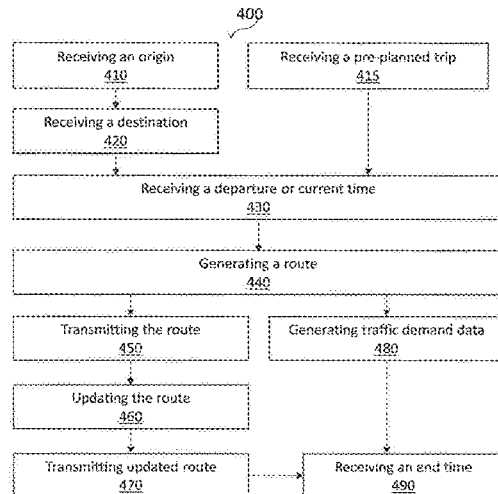 400
Receiving an origin
410
Receiving a pre-planned trip
415
Receiving a destination
420
Receiving a departure or current time
430
Generating a route
440
Transmitting the route
450
Generating traffic demand data
480
Updating the route
460
Transmitting updated route
470
Receiving an end time
490